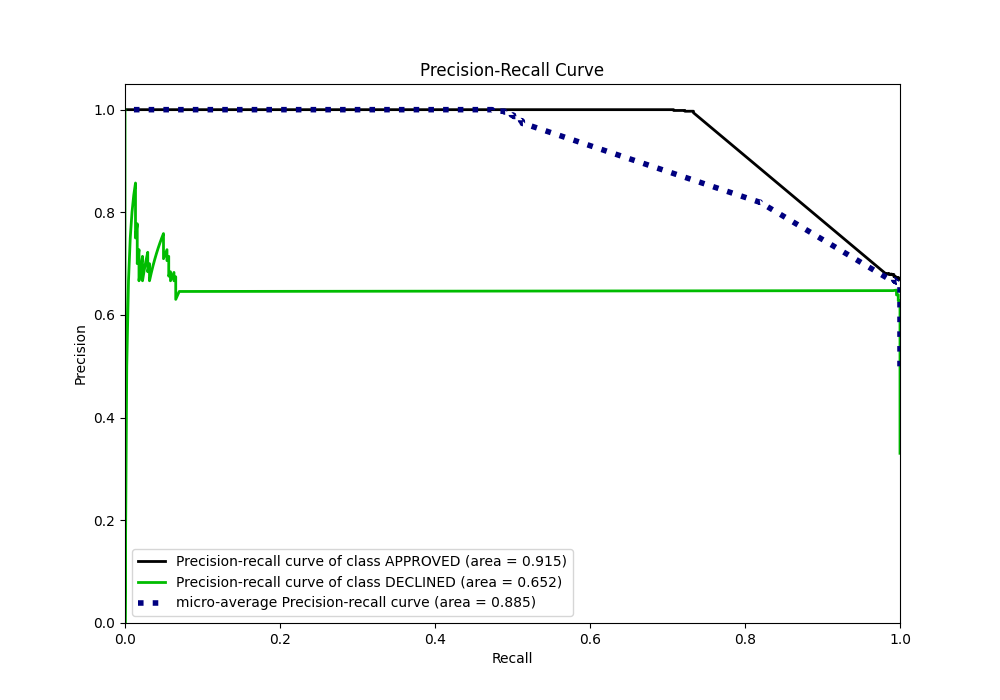 Precision-Recall Curve
1.0
0.8
0.6
0.4
0.2
0.0
Precision
Precision-recall curve of class APPROVED (area = 0.915)
Precision-recall curve of class DECLINED (area = 0.652)
micro-average Precision-recall curve (area = 0.885)
0.0 0.2 0.4 0.6 0.8 1.0
Recall